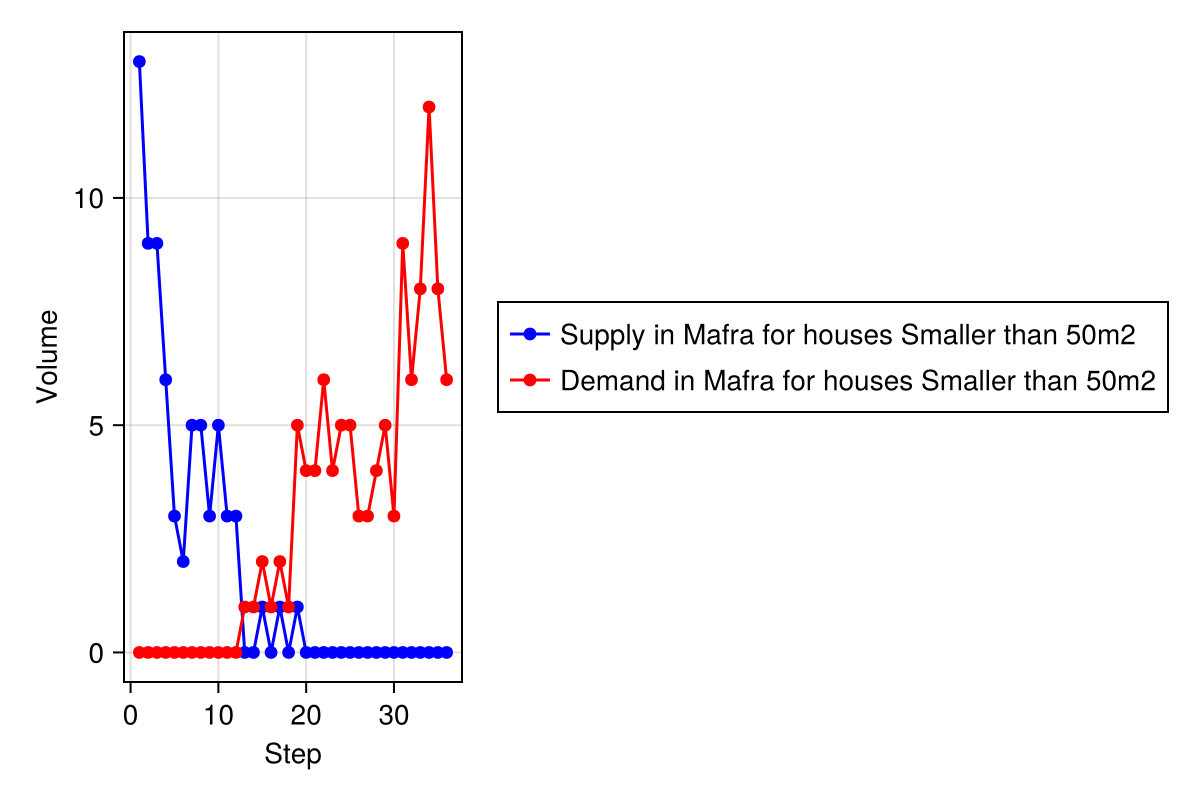 Volume
10
5
0
0 10 20 30
Step
Supply in Mafra for houses Smaller than 50m2
Demand in Mafra for houses Smaller than 50m2